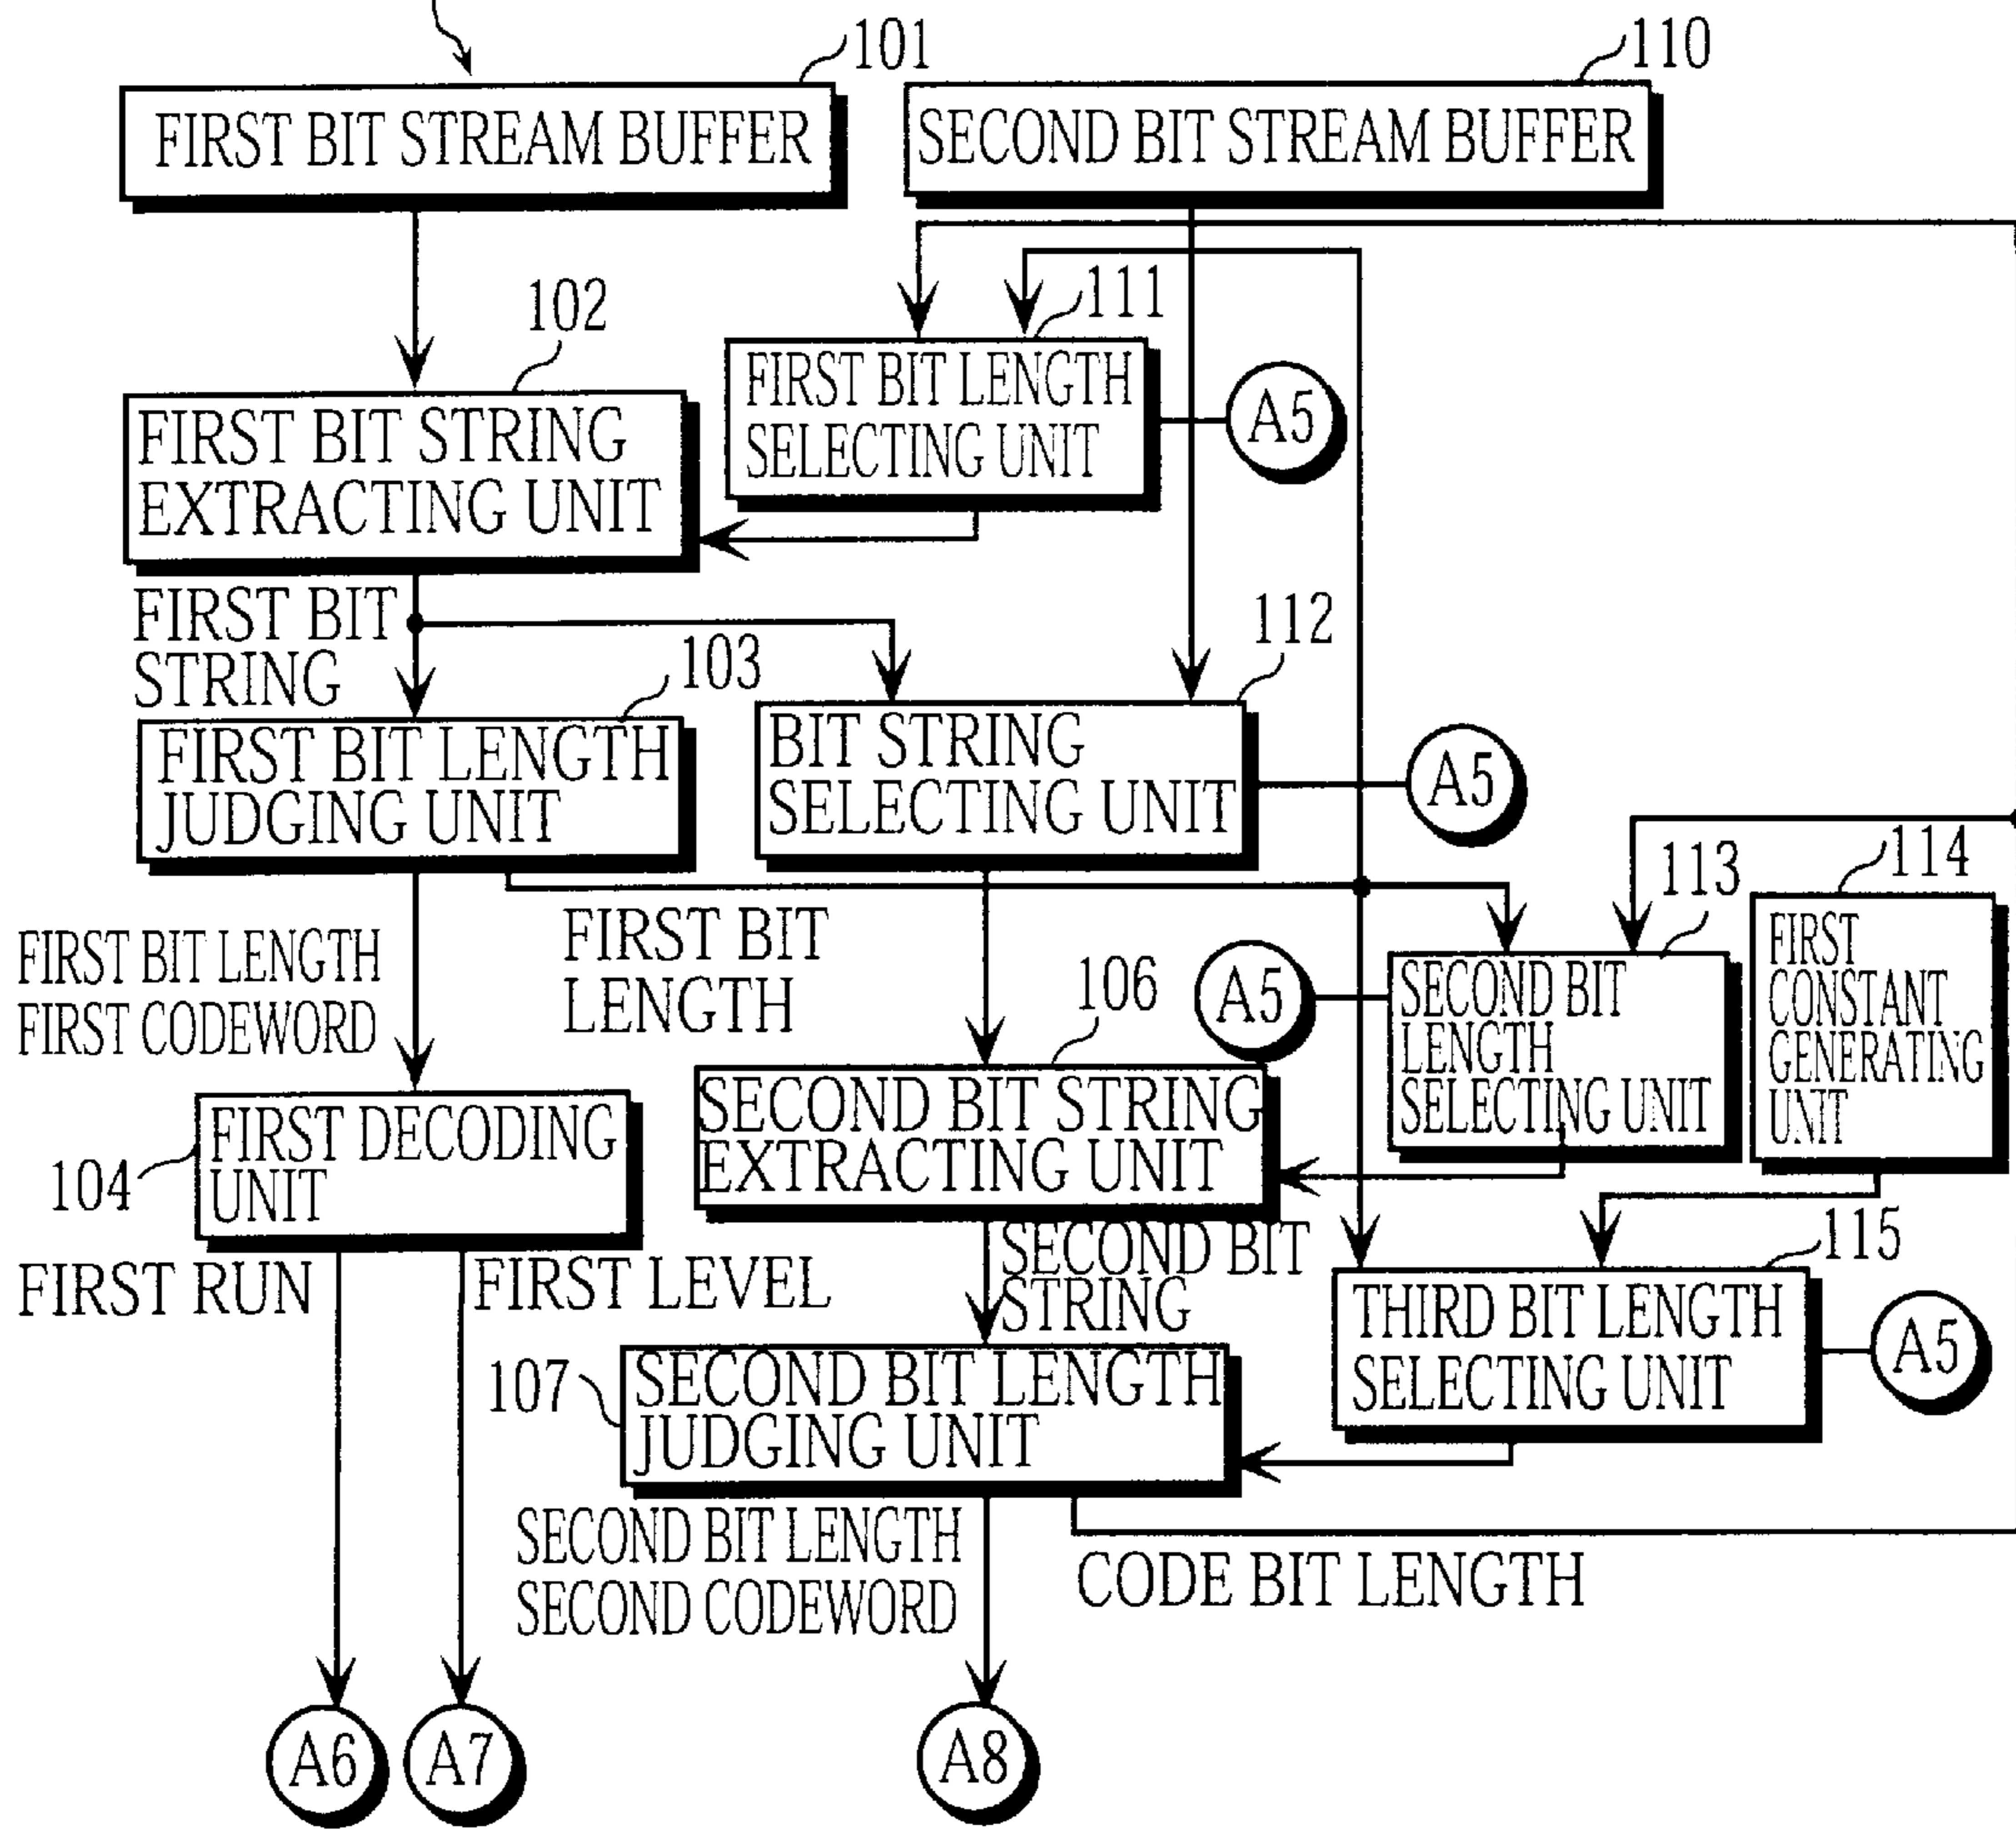 101
110
FIRST BIT STREAM BUFFER
SECOND BIT STREAM BUFFER
102
111
FIRST BIT LENGTH
SELECTING UNIT
A5
FIRST BIT STRING
EXTRACTING UNIT
FIRST BIT
STRING
112
103
FIRST BIT LENGTH
JUDGING UNIT
BIT STRING
SELECTING UNIT
A5
113
114
FIRST BIT LENGTH
FIRST CODEWORD
FIRST BIT
LENGTH
106
A5
SECOND BIT
LENGTH
SELECTING UNIT
FIRST
CONSTANT
GENERATING
UNIT
104
FIRST DECODING
UNIT
SECOND BIT STRING
EXTRACTING UNIT
115
FIRST RUN
FIRST LEVEL
SECOND BIT
STRING
THIRD BIT LENGTH
SELECTING UNIT
A5
107
SECOND BIT LENGTH
JUDGING UNIT
SECOND BIT LENGTH
SECOND CODEWORD
CODE BIT LENGTH
A6
A7
A8